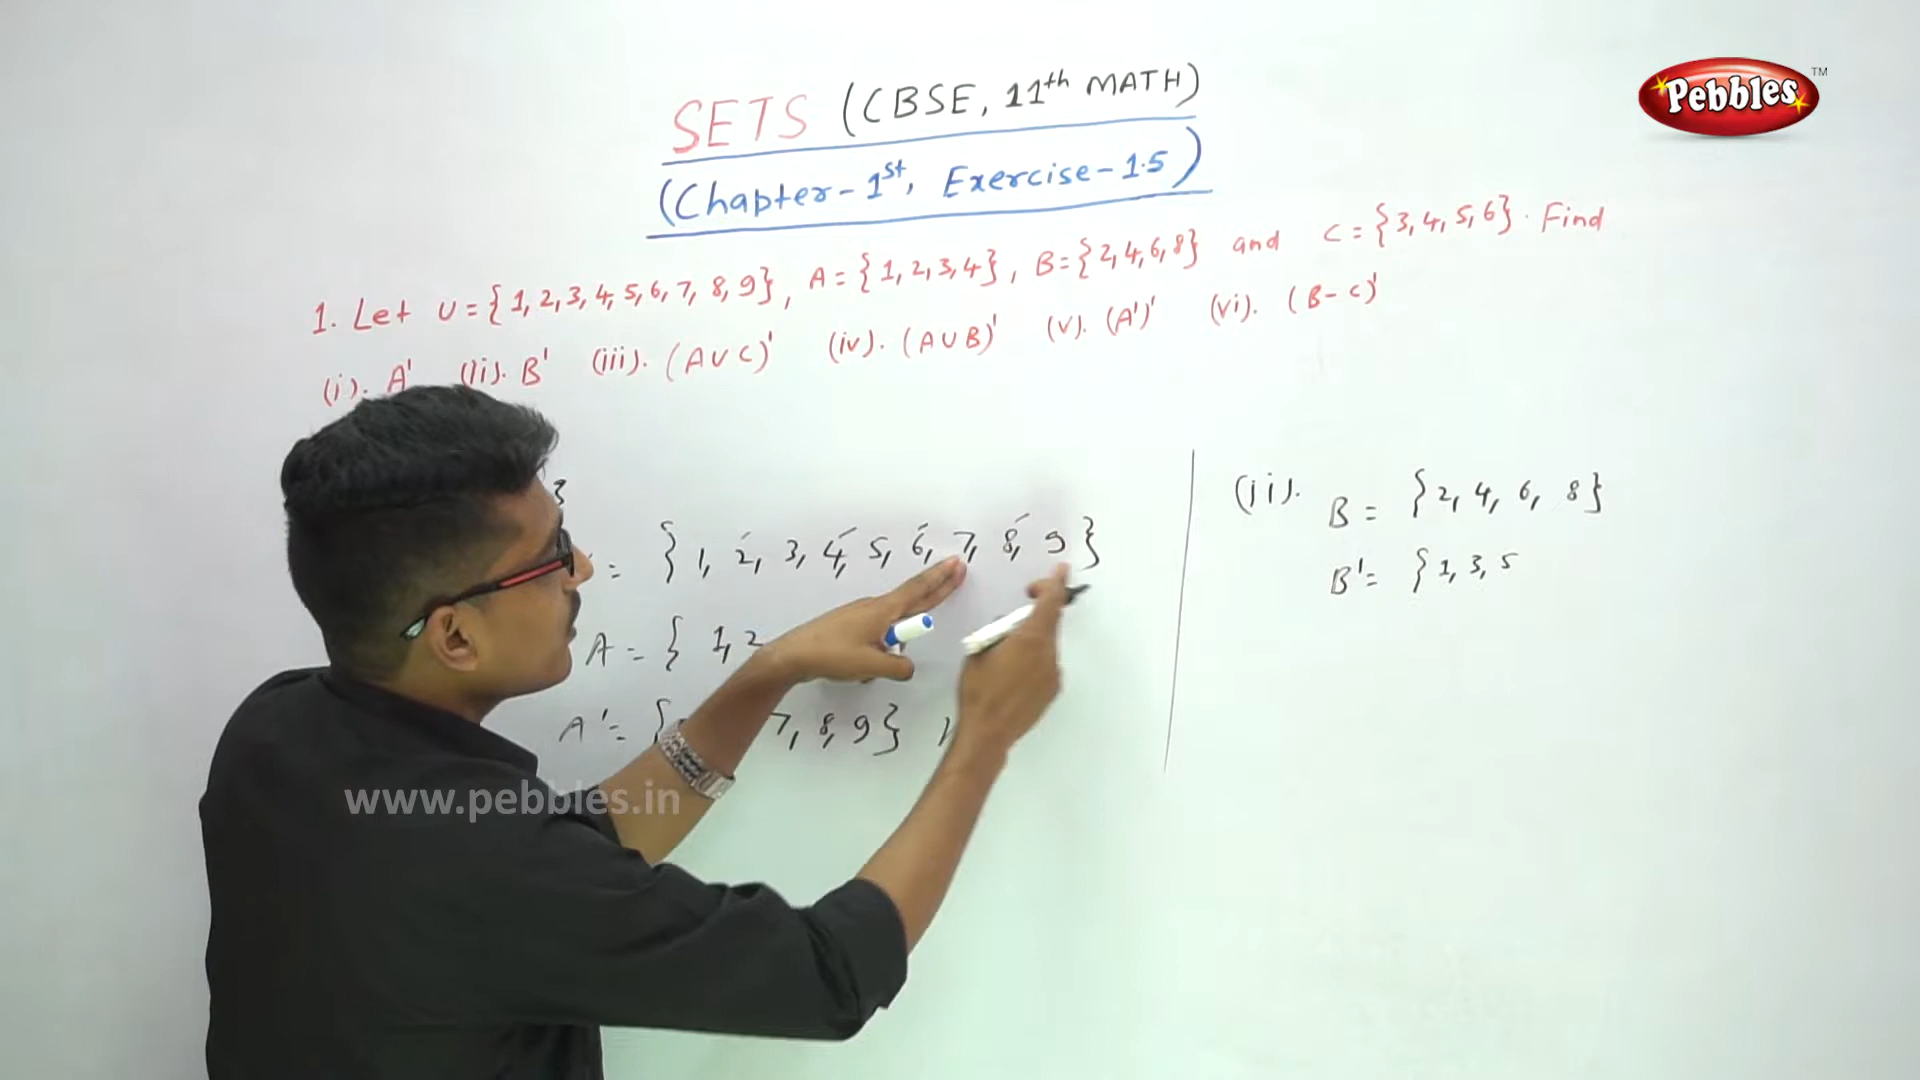 Pebbles TM
SETS (CBSE, 11th MATH)
(Chapter-1st, Exercise-1.5)
1. Let U={1,2,3,4,5,6,7,8,9}, A={1,2,3,4}, B={2,4,6,8} and C={3,4,5,6}. Find
(i). A' (ii). B' (iii). (A∪C)' (iv). (A∪B)' (v). (A')' (vi). (B-C)'
= {1, 2, 3, 4, 5, 6, 7, 8, 9}
A = { 1, 2
A' = { 7, 8, 9}
(ii). B = {2, 4, 6, 8}
B' = {1, 3, 5
www.pebbles.in